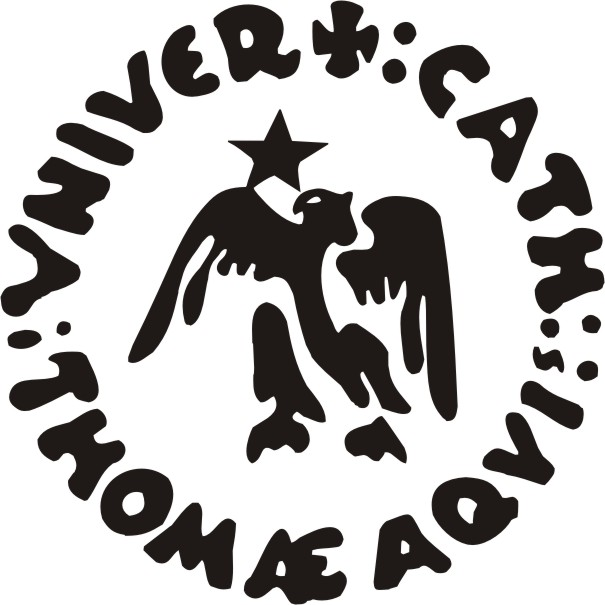 VNIVER ✠ : CATH : s :
THOMÆ AQVI